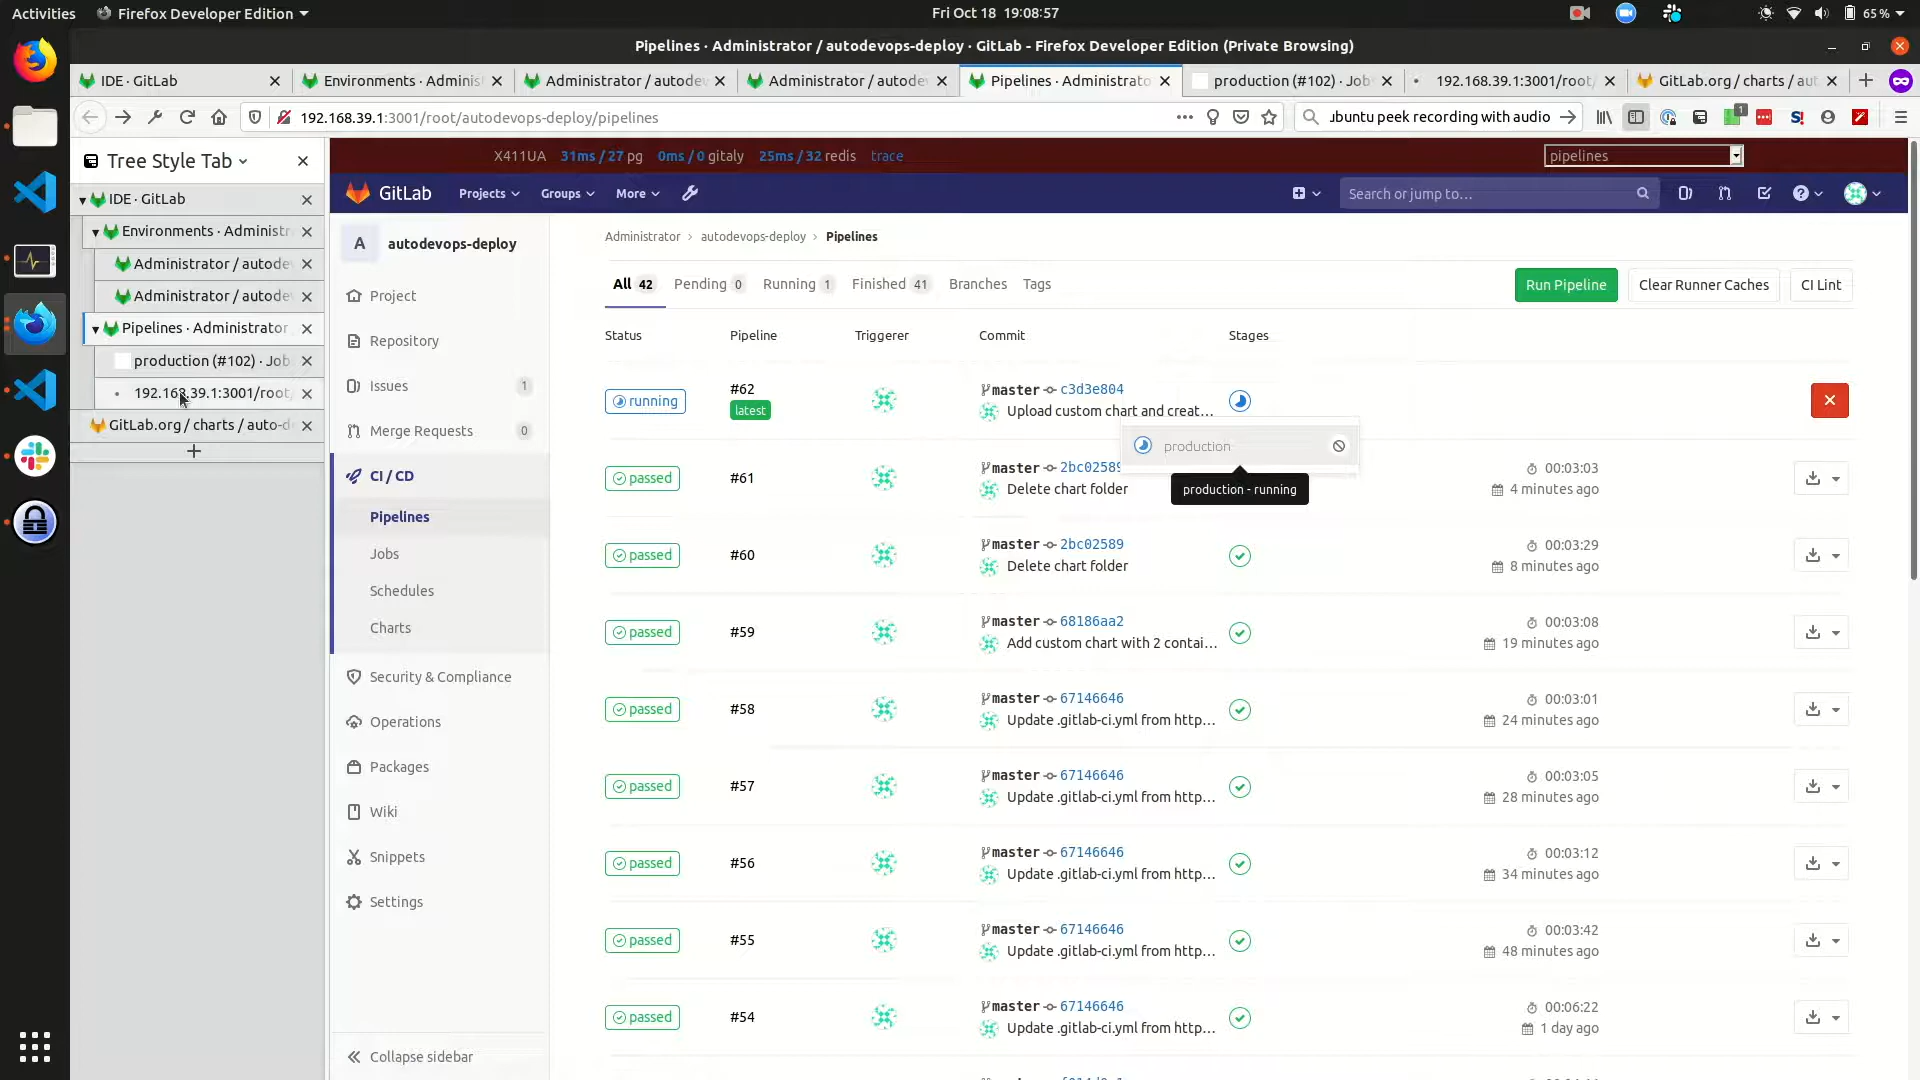 Activities
Firefox Developer Edition
Fri Oct 18 19:08:57
65 %
Pipelines · Administrator / autodevops-deploy · GitLab - Firefox Developer Edition (Private Browsing)
IDE · GitLab
Environments · Adminis
Administrator / autodev
Administrator / autode
Pipelines · Administrato
production (#102) · Job
192.168.39.1:3001/root/
GitLab.org / charts / aut
192.168.39.1:3001/root/autodevops-deploy/pipelines
ubuntu peek recording with audio
1
Tree Style Tab
IDE · GitLab
Environments · Administr
Administrator / autode
Administrator / autode
Pipelines · Administrator
production (#102) · Job
192.168.39.1:3001/root
GitLab.org / charts / auto-d
X411UA 31ms / 27 pg 0ms / 0 gitaly 25ms / 32 redis trace
pipelines
GitLab Projects Groups More
Search or jump to...
A autodevops-deploy
Project
Repository
Issues 1
Merge Requests 0
CI / CD
Pipelines
Jobs
Schedules
Charts
Security & Compliance
Operations
Packages
Wiki
Snippets
Settings
Collapse sidebar
Administrator › autodevops-deploy › Pipelines
All 42 Pending 0 Running 1 Finished 41 Branches Tags
Run Pipeline Clear Runner Caches CI Lint
Status Pipeline Triggerer Commit Stages
running #62 latest master c3d3e804
Upload custom chart and creat...
production
production - running
passed #61 master 2bc02589 00:03:03
Delete chart folder 4 minutes ago
passed #60 master 2bc02589 00:03:29
Delete chart folder 8 minutes ago
passed #59 master 68186aa2 00:03:08
Add custom chart with 2 contai... 19 minutes ago
passed #58 master 67146646 00:03:01
Update .gitlab-ci.yml from http... 24 minutes ago
passed #57 master 67146646 00:03:05
Update .gitlab-ci.yml from http... 28 minutes ago
passed #56 master 67146646 00:03:12
Update .gitlab-ci.yml from http... 34 minutes ago
passed #55 master 67146646 00:03:42
Update .gitlab-ci.yml from http... 48 minutes ago
passed #54 master 67146646 00:06:22
Update .gitlab-ci.yml from http... 1 day ago